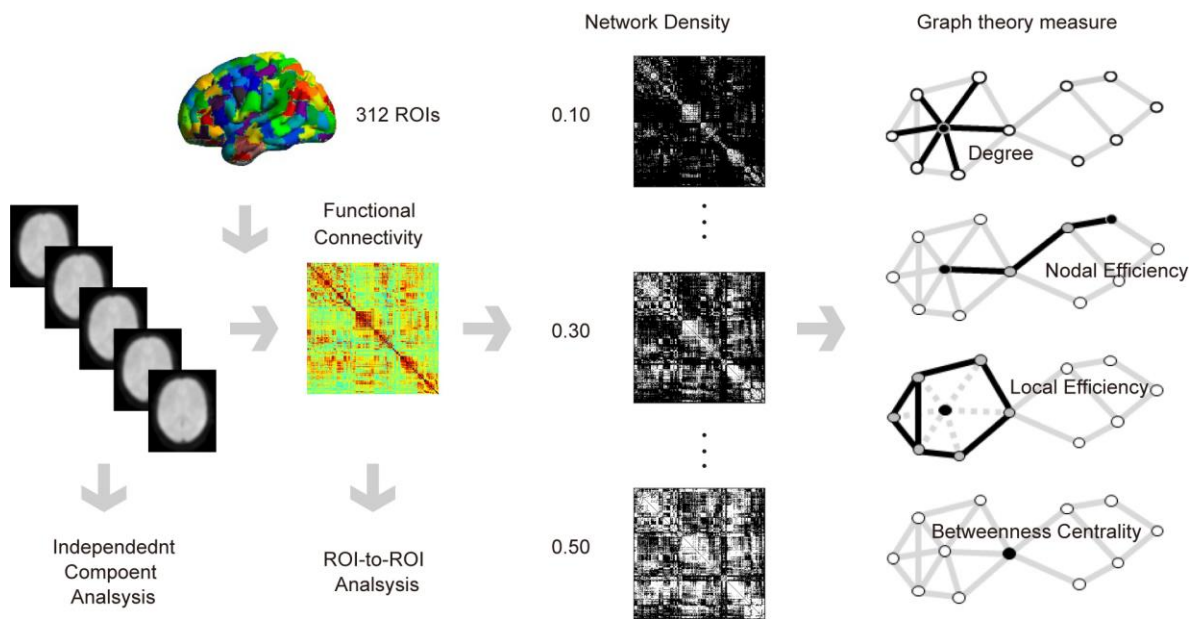 Network Density
Graph theory measure
312 ROIs
0.10
Degree
Functional
Connectivity
Nodal Efficiency
0.30
Local Efficiency
Independednt
Compoent
Analsysis
ROI-to-ROI
Analsysis
0.50
Betweenness Centrality